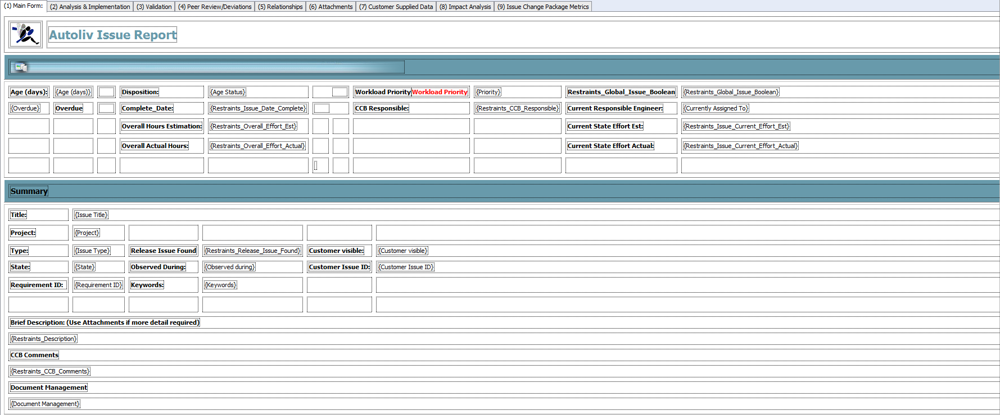 (1) Main Form: (2) Analysis & Implementation (3) Validation (4) Peer Review/Deviations (5) Relationships (6) Attachments (7) Customer Supplied Data (8) Impact Analysis (9) Issue Change Package Metrics
Autoliv Issue Report
Age (days): {Age (days)} Disposition: {Age Status} Workload Priority Workload Priority {Priority} Restraints_Global_Issue_Boolean {Restraints_Global_Issue_Boolean}
{Overdue} Overdue Complete_Date: {Restraints_Issue_Date_Complete} CCB Responsible: {Restraints_CCB_Responsible} Current Responsible Engineer: {Currently Assigned To}
Overall Hours Estimation: {Restraints_Overall_Effort_Est} Current State Effort Est: {Restraints_Issue_Current_Effort_Est}
Overall Actual Hours: {Restraints_Overall_Effort_Actual} Current State Effort Actual: {Restraints_Issue_Current_Effort_Actual}
Summary
Title: {Issue Title}
Project: {Project}
Type: {Issue Type} Release Issue Found {Restraints_Release_Issue_Found} Customer visible: {Customer visible}
State: {State} Observed During: {Observed during} Customer Issue ID: {Customer Issue ID}
Requirement ID: {Requirement ID} Keywords: {Keywords}
Brief Description: (Use Attachments if more detail required)
{Restraints_Description}
CCB Comments
{Restraints_CCB_Comments}
Document Management
{Document Management}